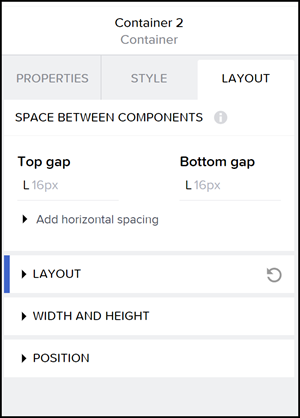 Container 2
Container
PROPERTIES STYLE LAYOUT
SPACE BETWEEN COMPONENTS
Top gap Bottom gap
L 16px L 16px
Add horizontal spacing
LAYOUT
WIDTH AND HEIGHT
POSITION